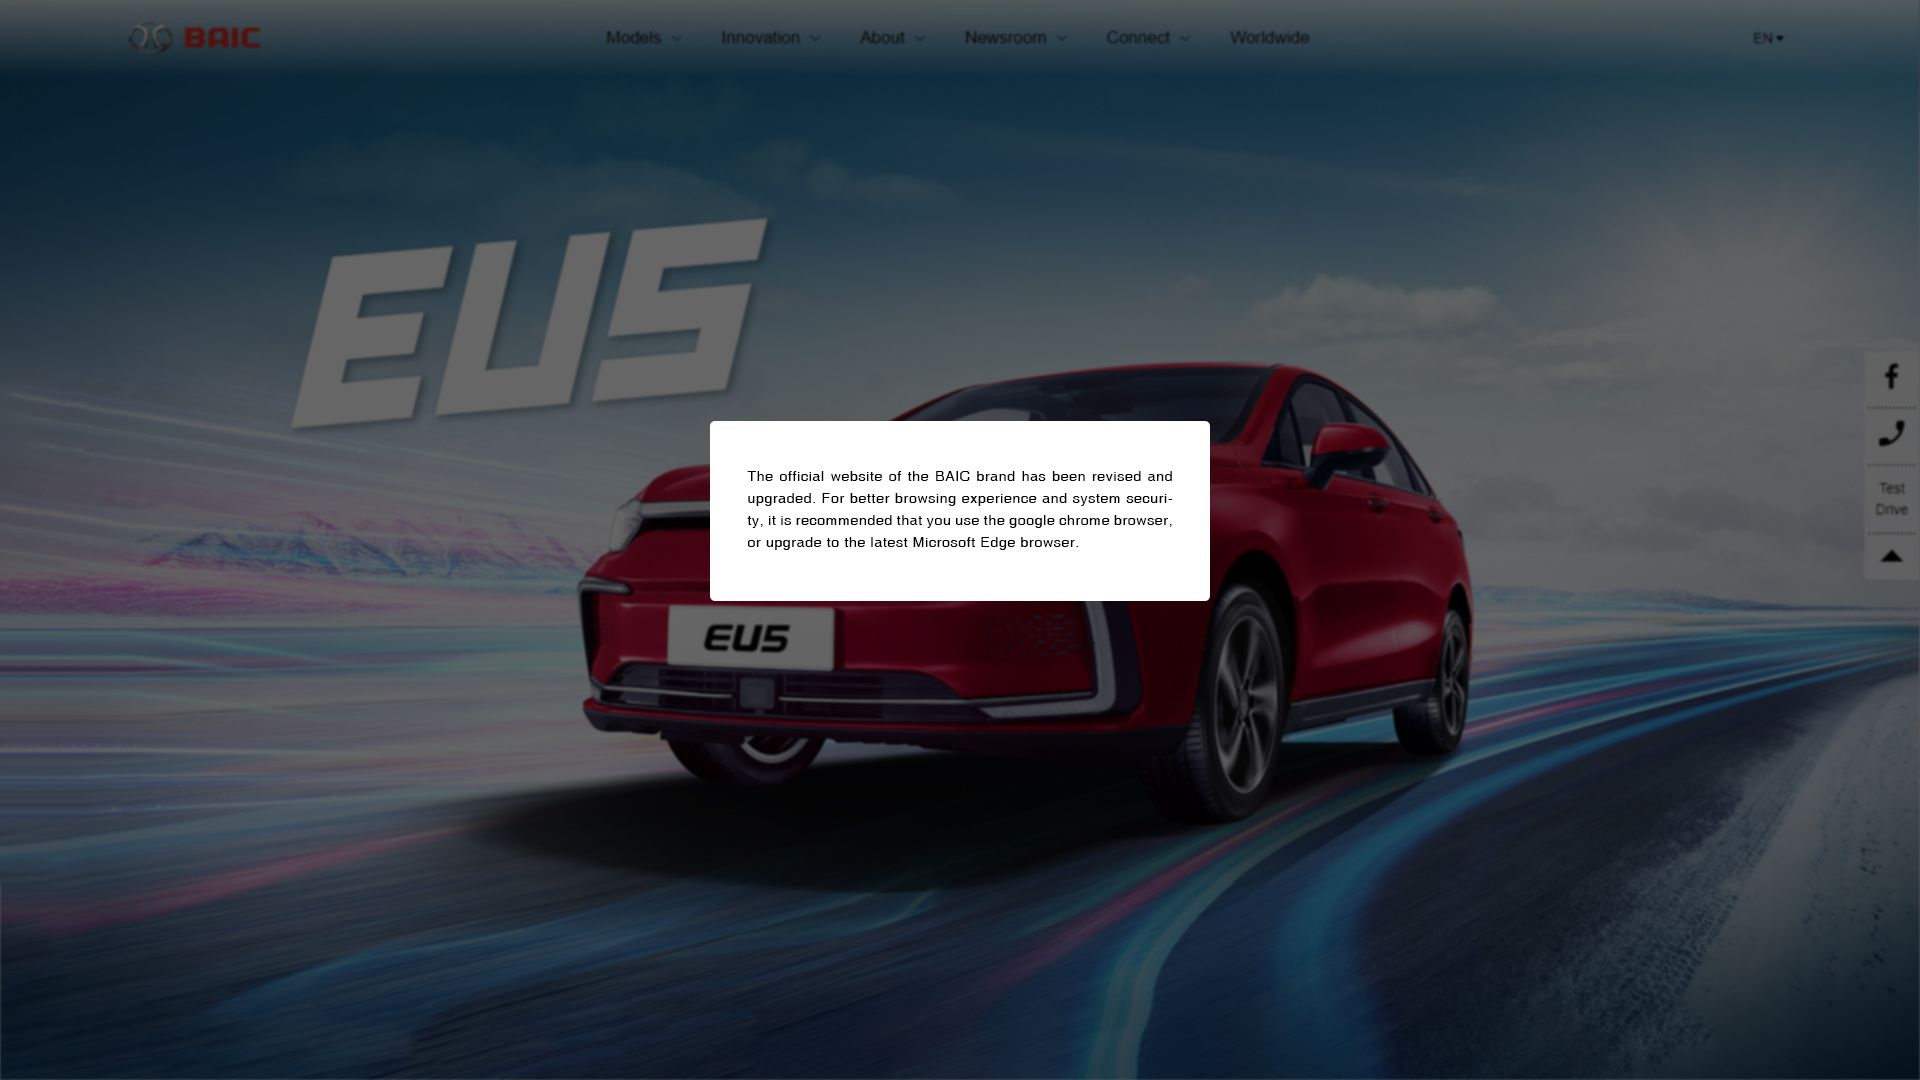 BAIC
Models
Innovation
About
Newsroom
Connect
Worldwide
EN
EU5
The official website of the BAIC brand has been revised and
upgraded. For better browsing experience and system securi-
ty, it is recommended that you use the google chrome browser,
or upgrade to the latest Microsoft Edge browser.
EU5
Test
Drive